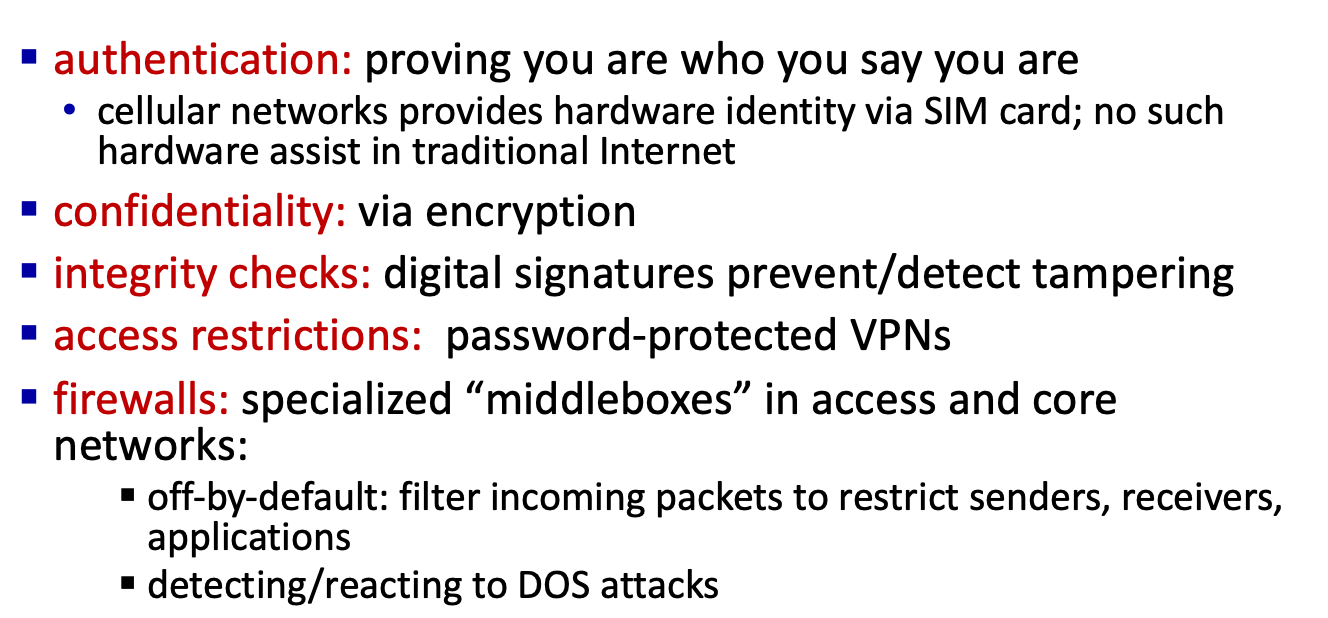 authentication: proving you are who you say you are
cellular networks provides hardware identity via SIM card; no such
hardware assist in traditional Internet
confidentiality: via encryption
integrity checks: digital signatures prevent/detect tampering
access restrictions: password-protected VPNs
firewalls: specialized “middleboxes” in access and core
networks:
off-by-default: filter incoming packets to restrict senders, receivers,
applications
detecting/reacting to DOS attacks